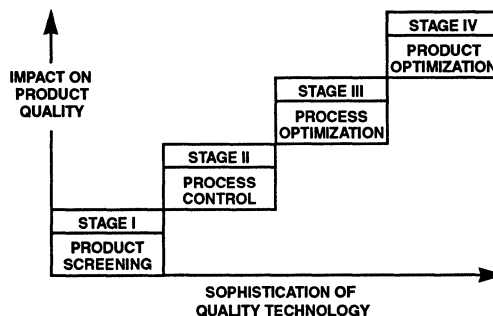 STAGE IV
PRODUCT
OPTIMIZATION
IMPACT ON
PRODUCT
QUALITY
STAGE III
PROCESS
OPTIMIZATION
STAGE II
PROCESS
CONTROL
STAGE I
PRODUCT
SCREENING
SOPHISTICATION OF
QUALITY TECHNOLOGY